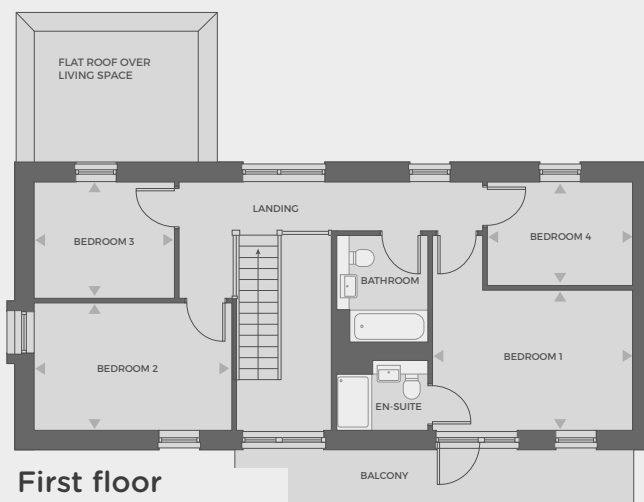 FLAT ROOF OVER
LIVING SPACE
LANDING
BEDROOM 3
BEDROOM 4
BATHROOM
BEDROOM 1
BEDROOM 2
EN-SUITE
BALCONY
First floor